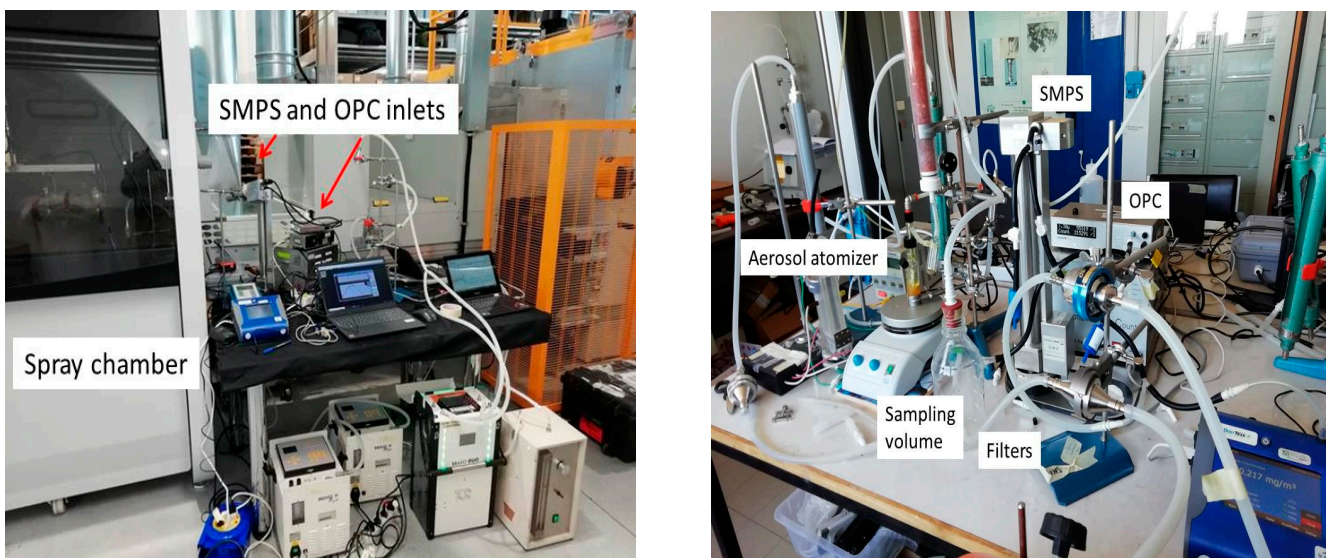 SMPS and OPC inlets
Spray chamber
SMPS
OPC
Aerosol atomizer
Sampling
volume
Filters
0.217 mg/m³